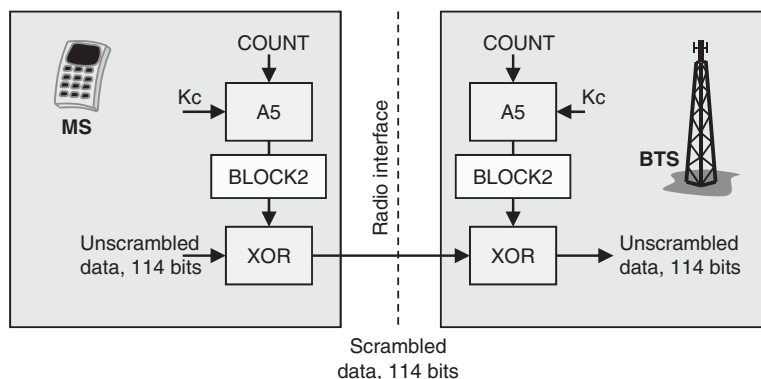 COUNT
Kc
A5
MS
BLOCK2
Unscrambled
data, 114 bits
XOR
Radio interface
COUNT
Kc
A5
BTS
BLOCK2
XOR
Unscrambled
data, 114 bits
Scrambled
data, 114 bits